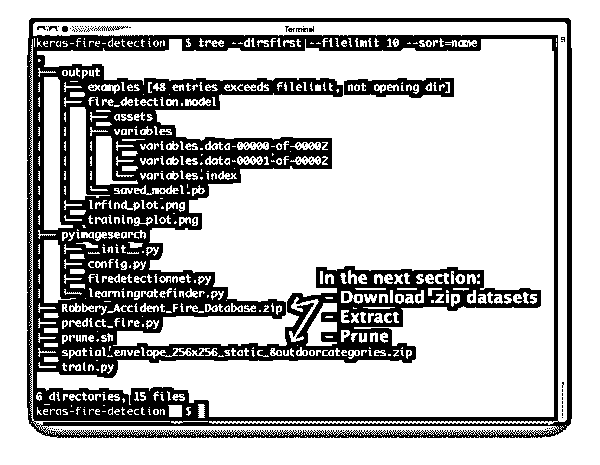 Terminal
keras-fire-detection $ tree --dirsfirst --filelimit 10 --sort=name
.
├── output
│   ├── examples [48 entries exceeds filelimit, not opening dir]
│   ├── fire_detection.model
│   │   ├── assets
│   │   ├── variables
│   │   │   ├── variables.data-00000-of-00002
│   │   │   ├── variables.data-00001-of-00002
│   │   │   └── variables.index
│   │   └── saved_model.pb
│   ├── lrfind_plot.png
│   └── training_plot.png
├── pyimagesearch
│   ├── __init__.py
│   ├── config.py
│   ├── firedetectionnet.py
│   └── learningratefinder.py
├── Robbery_Accident_Fire_Database.zip
├── predict_fire.py
├── prune.sh
├── spatial_envelope_256x256_static_8outdoorcategories.zip
└── train.py
In the next section:
- Download .zip datasets
- Extract
- Prune
6 directories, 15 files
keras-fire-detection $